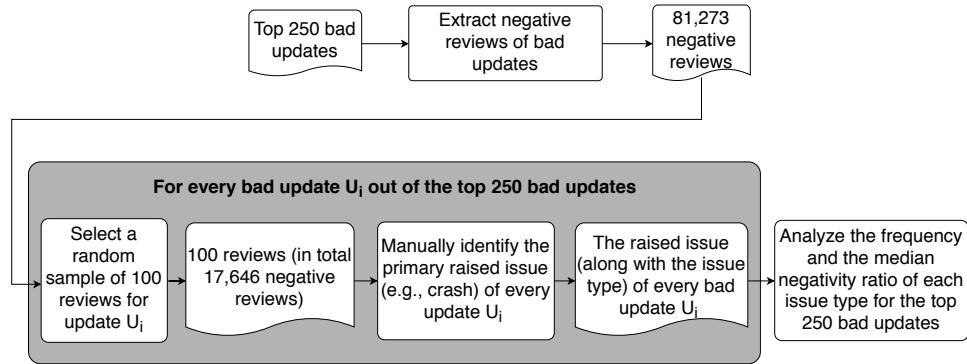 Top 250 bad
updates
Extract negative
reviews of bad
updates
81,273
negative
reviews
For every bad update Ui out of the top 250 bad updates
Select a
random
sample of 100
reviews for
update Ui
100 reviews (in total
17,646 negative
reviews)
Manually identify the
primary raised issue
(e.g., crash) of every
update Ui
The raised issue
(along with the issue
type) of every bad
update Ui
Analyze the frequency
and the median
negativity ratio of each
issue type for the top
250 bad updates